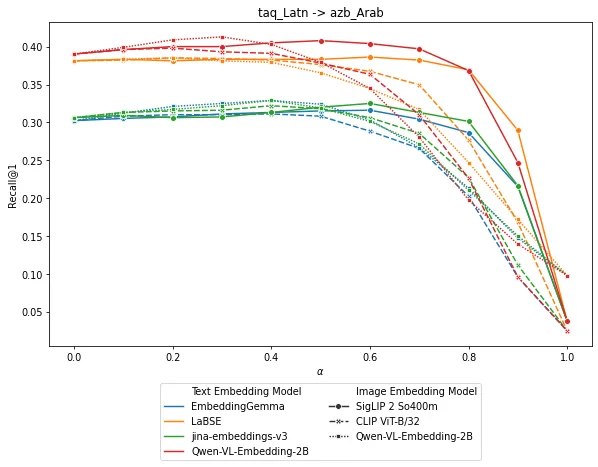 taq_Latn -> azb_Arab
Recall@1
0.40
0.35
0.30
0.25
0.20
0.15
0.10
0.05
0.0 0.2 0.4 0.6 0.8 1.0
α
Text Embedding Model
EmbeddingGemma
LaBSE
jina-embeddings-v3
Qwen-VL-Embedding-2B
Image Embedding Model
SigLIP 2 So400m
CLIP ViT-B/32
Qwen-VL-Embedding-2B